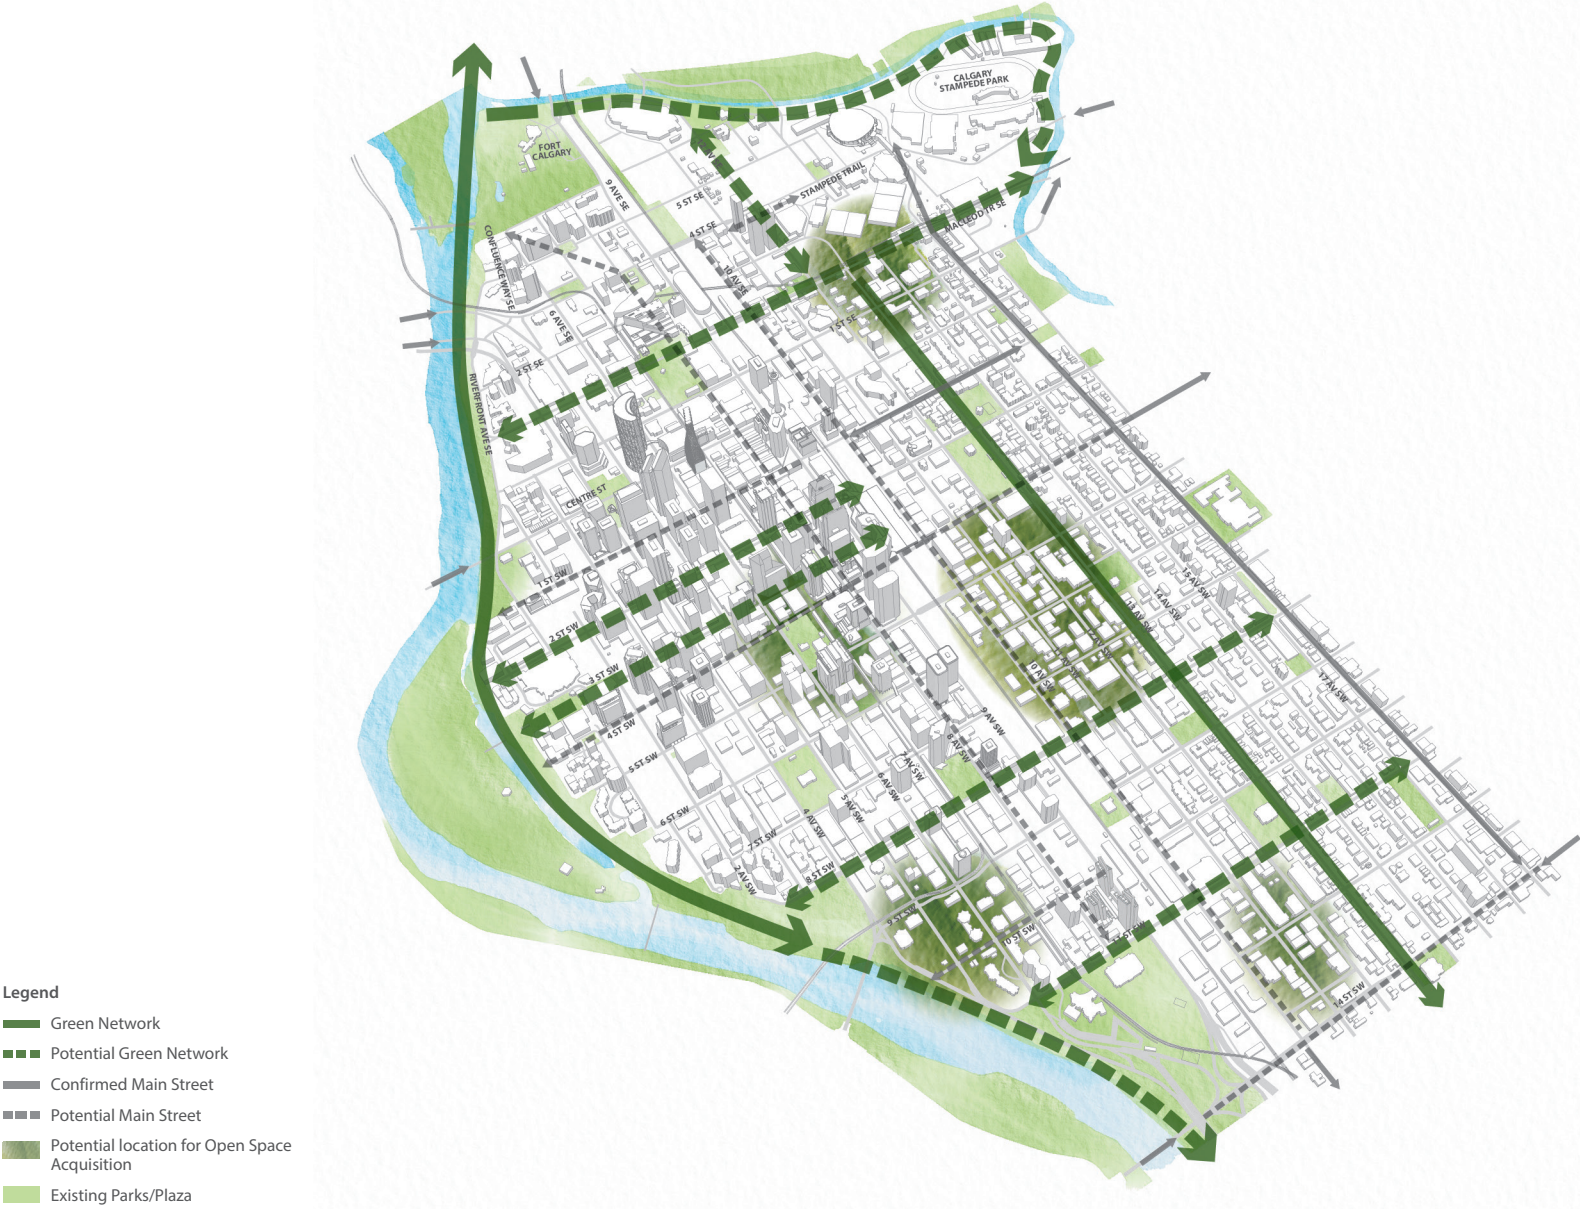 CALGARY
STAMPEDE PARK
FORT
CALGARY
9 AVE SE
STAMPEDE TRAIL
5 ST SE
4 ST SE
MACLEOD TR SE
CONFLUENCE WAY SE
10 AV SE
6 AVE SE
1 ST SE
2 ST SE
RIVERFRONT AVE SE
CENTRE ST
1 ST SW
15 AV SW
14 AV SW
13 AV SW
12 AV SW
2 ST SW
3 ST SW
10 AV SW
17 AV SW
4 ST SW
9 AV SW
8 AV SW
5 ST SW
7 AV SW
6 AV SW
5 AV SW
6 ST SW
4 AV SW
7 ST SW
2 AV SW
8 ST SW
9 ST SW
14 ST SW
Legend
Green Network
Potential Green Network
Confirmed Main Street
Potential Main Street
Potential location for Open Space
Acquisition
Existing Parks/Plaza